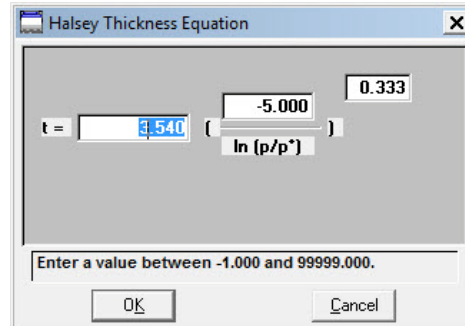 Halsey Thickness Equation
0.333
-5.000
t = 3.540 ( )
ln (p/p*)
Enter a value between -1.000 and 99999.000.
OK Cancel